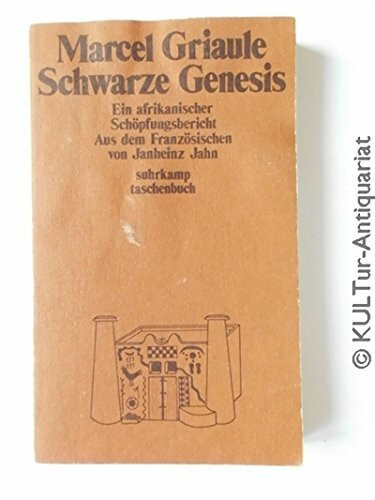 Marcel Griaule
Schwarze Genesis
Ein afrikanischer
Schöpfungsbericht
Aus dem Französischen
von Janheinz Jahn
suhrkamp
taschenbuch
© KULTur-Antiquariat